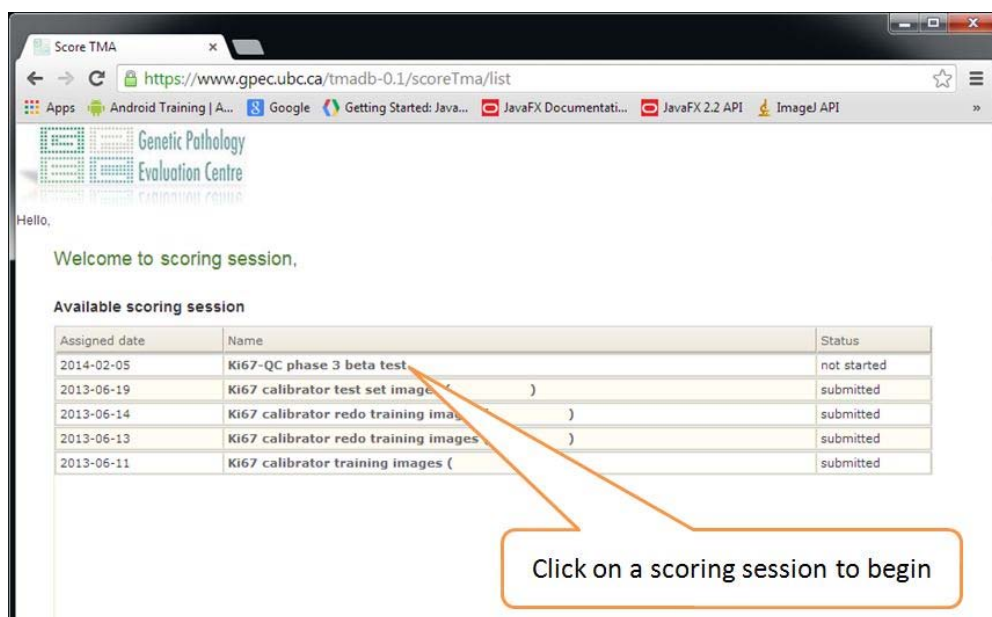 Score TMA
https://www.gpec.ubc.ca/tmadb-0.1/scoreTma/list
Apps Android Training | A... Google Getting Started: Java... JavaFX Documentati... JavaFX 2.2 API ImageJ API »
Genetic Pathology
Evaluation Centre
Hello,
Welcome to scoring session,
Available scoring session
Assigned date Name Status
2014-02-05 Ki67-QC phase 3 beta test not started
2013-06-19 Ki67 calibrator test set images ( ) submitted
2013-06-14 Ki67 calibrator redo training images ( ) submitted
2013-06-13 Ki67 calibrator redo training images ( ) submitted
2013-06-11 Ki67 calibrator training images ( submitted
Click on a scoring session to begin